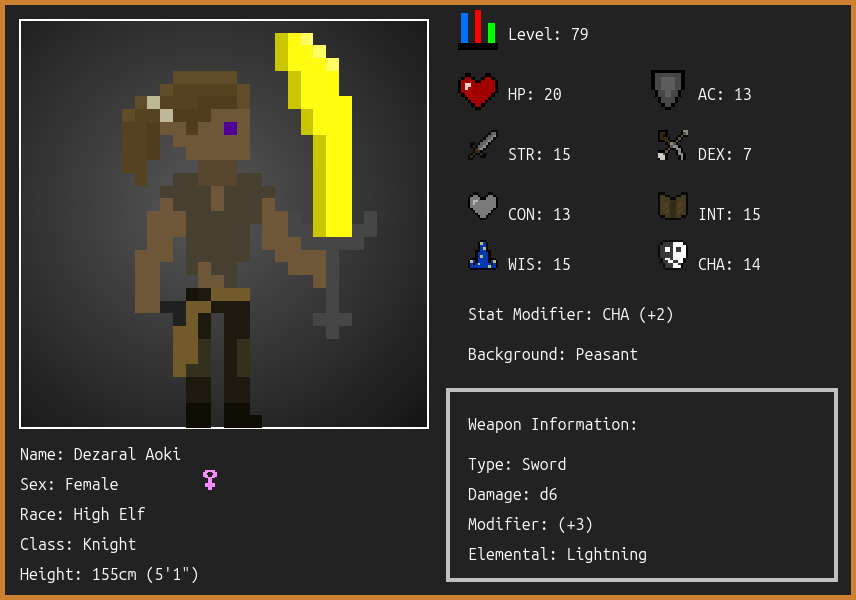 Level: 79
HP: 20
AC: 13
STR: 15
DEX: 7
CON: 13
INT: 15
WIS: 15
CHA: 14
Stat Modifier: CHA (+2)
Background: Peasant
Weapon Information:
Type: Sword
Damage: d6
Modifier: (+3)
Elemental: Lightning
Name: Dezaral Aoki
Sex: Female
Race: High Elf
Class: Knight
Height: 155cm (5'1")